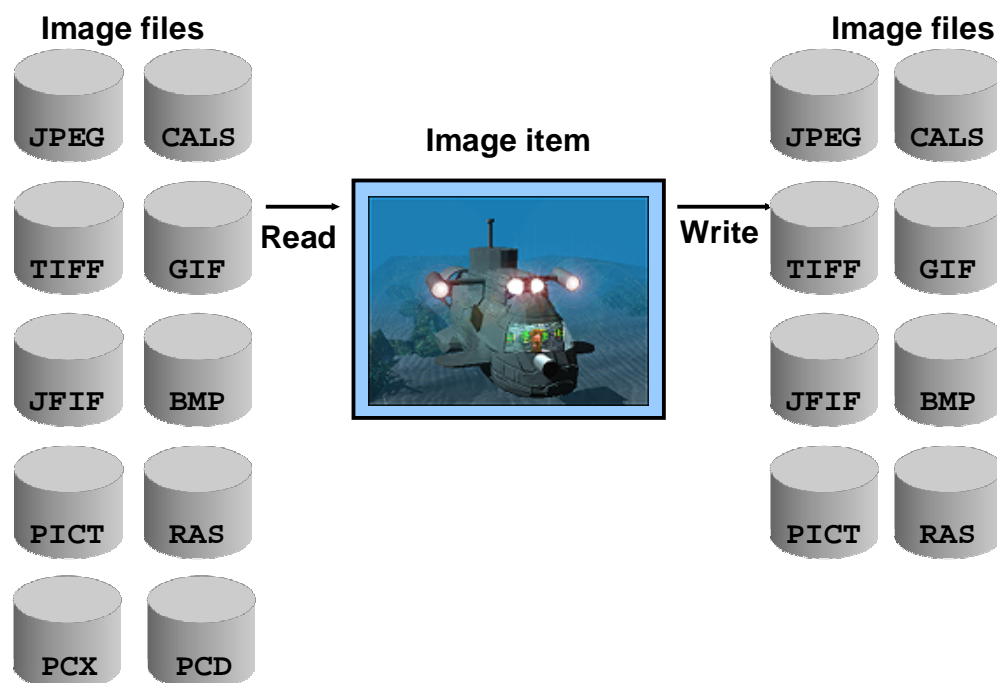 Image files
JPEG CALS
TIFF GIF
JFIF BMP
PICT RAS
PCX PCD
Read
Image item
Write
Image files
JPEG CALS
TIFF GIF
JFIF BMP
PICT RAS